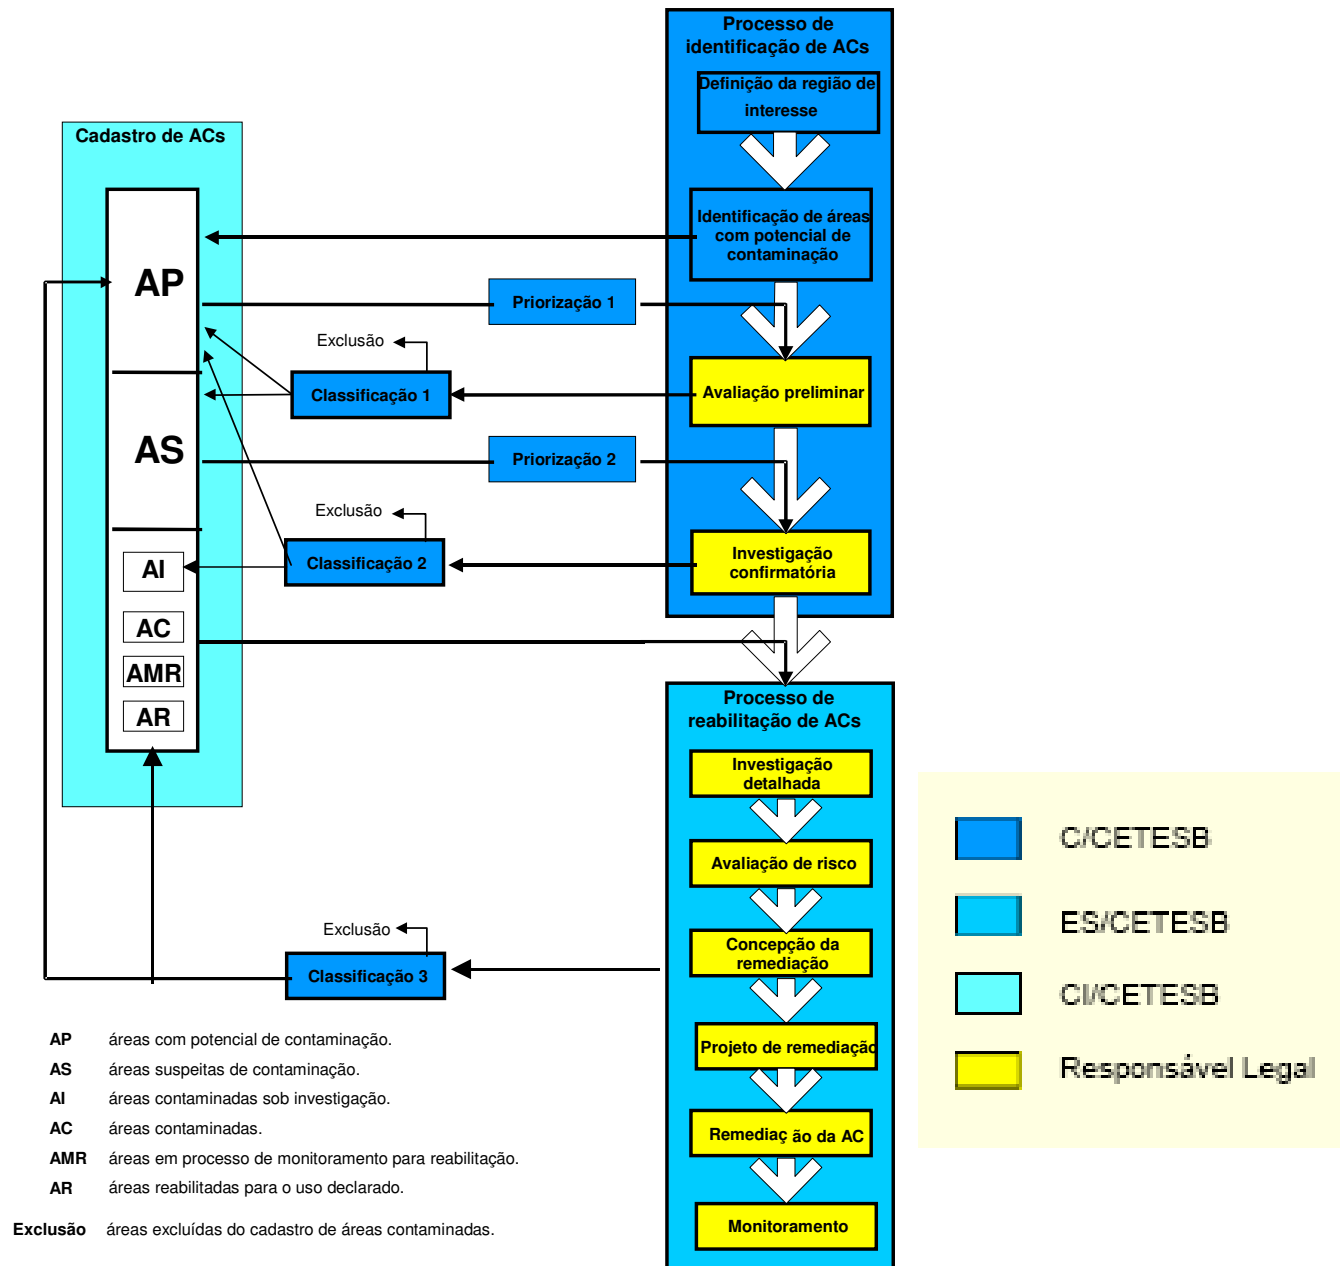 Processo de
identificação de ACs
Definição da região de
interesse
Cadastro de ACs
Identificação de áreas
com potencial de
contaminação
AP
Priorização 1
Exclusão
Classificação 1
Avaliação preliminar
AS
Priorização 2
Exclusão
Classificação 2
Investigação
confirmatória
AI
AC
AMR
AR
Processo de
reabilitação de ACs
Investigação
detalhada
Avaliação de risco
Concepção da
remediação
Exclusão
Classificação 3
Projeto de remediação
Remediaç ão da AC
Monitoramento
C/CETESB
ES/CETESB
CI/CETESB
Responsável Legal
AP áreas com potencial de contaminação.
AS áreas suspeitas de contaminação.
AI áreas contaminadas sob investigação.
AC áreas contaminadas.
AMR áreas em processo de monitoramento para reabilitação.
AR áreas reabilitadas para o uso declarado.
Exclusão áreas excluídas do cadastro de áreas contaminadas.